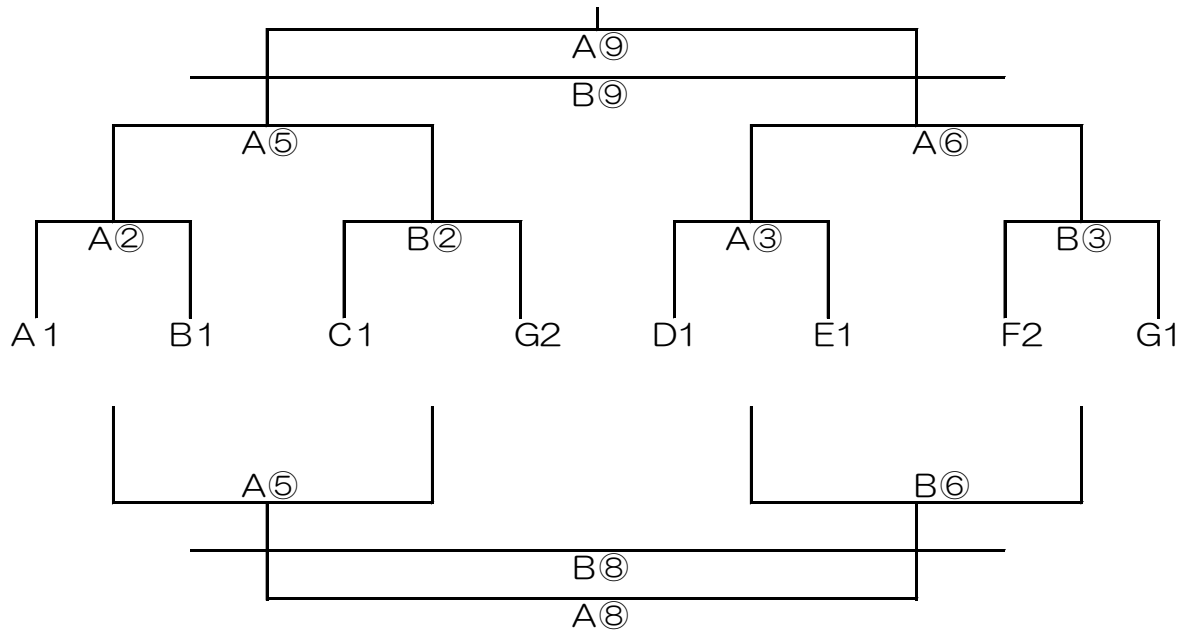 A⑨
B⑨
A⑤ A⑥
A② B② A③ B③
A1 B1 C1 G2 D1 E1 F2 G1
A⑤ B⑥
B⑧
A⑧